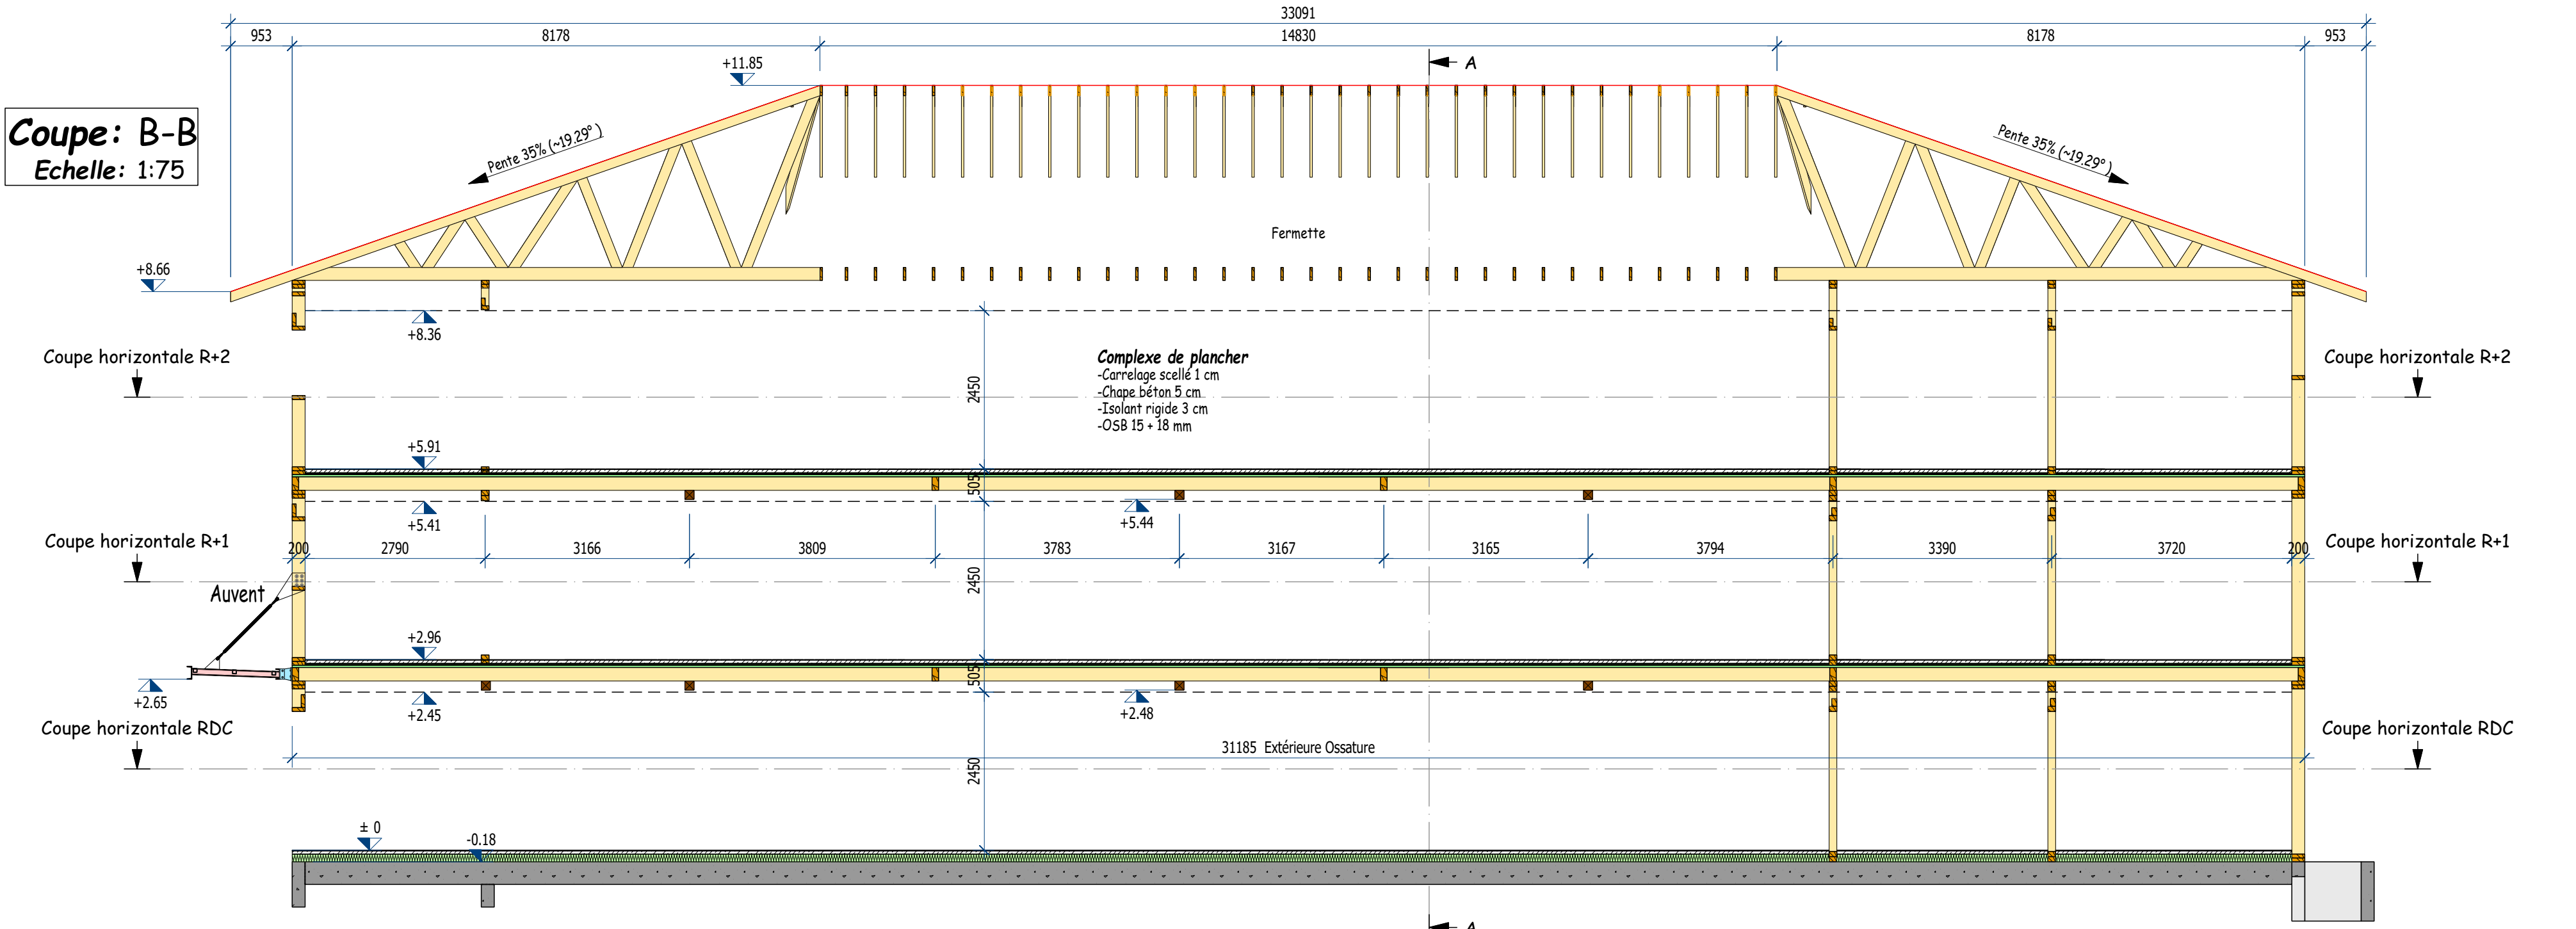 33091
953 8178 14830 8178 953
+11.85
A
Coupe: B-B
Echelle: 1:75
Pente 35% (~19.29°)
Pente 35% (~19.29°)
Fermette
+8.66
+8.36
Coupe horizontale R+2
Coupe horizontale R+2
2450
Complexe de plancher
-Carrelage scellé 1 cm
-Chape béton 5 cm
-Isolant rigide 3 cm
-OSB 15 + 18 mm
+5.91
505
+5.41
+5.44
Coupe horizontale R+1
Coupe horizontale R+1
200 2790 3166 3809 3783 3167 3165 3794 3390 3720 200
2450
Auvent
+2.96
505
+2.65
+2.45
+2.48
Coupe horizontale RDC
Coupe horizontale RDC
31185 Extérieure Ossature
2450
± 0
-0.18
A